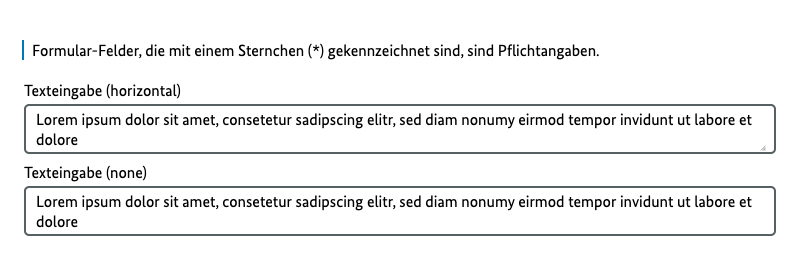 Formular-Felder, die mit einem Sternchen (*) gekennzeichnet sind, sind Pflichtangaben.
Texteingabe (horizontal)
Lorem ipsum dolor sit amet, consetetur sadipscing elitr, sed diam nonumy eirmod tempor invidunt ut labore et
dolore
Texteingabe (none)
Lorem ipsum dolor sit amet, consetetur sadipscing elitr, sed diam nonumy eirmod tempor invidunt ut labore et
dolore